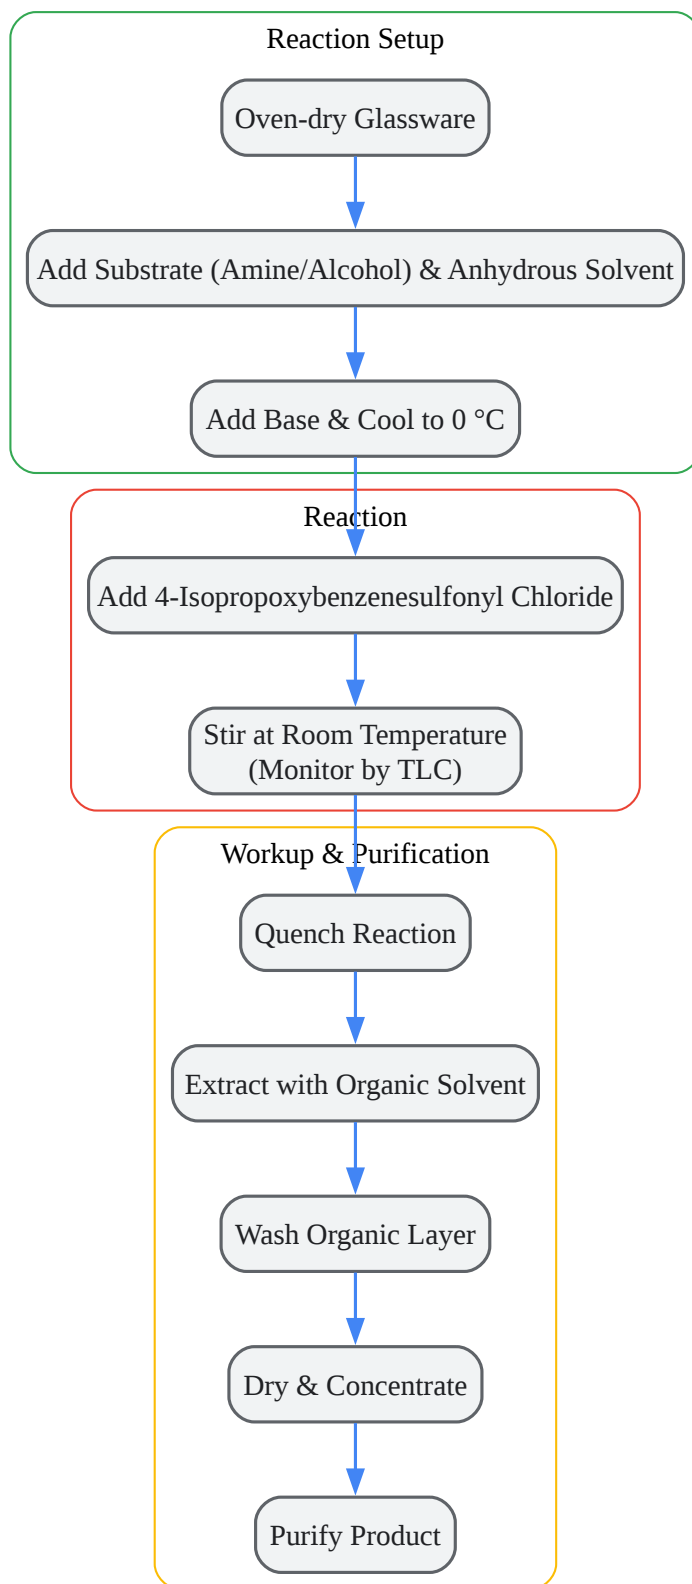 Reaction Setup
Oven-dry Glassware
Add Substrate (Amine/Alcohol) & Anhydrous Solvent
Add Base & Cool to 0 °C
Reaction
Add 4-Isopropoxybenzenesulfonyl Chloride
Stir at Room Temperature
(Monitor by TLC)
Workup & Purification
Quench Reaction
Extract with Organic Solvent
Wash Organic Layer
Dry & Concentrate
Purify Product